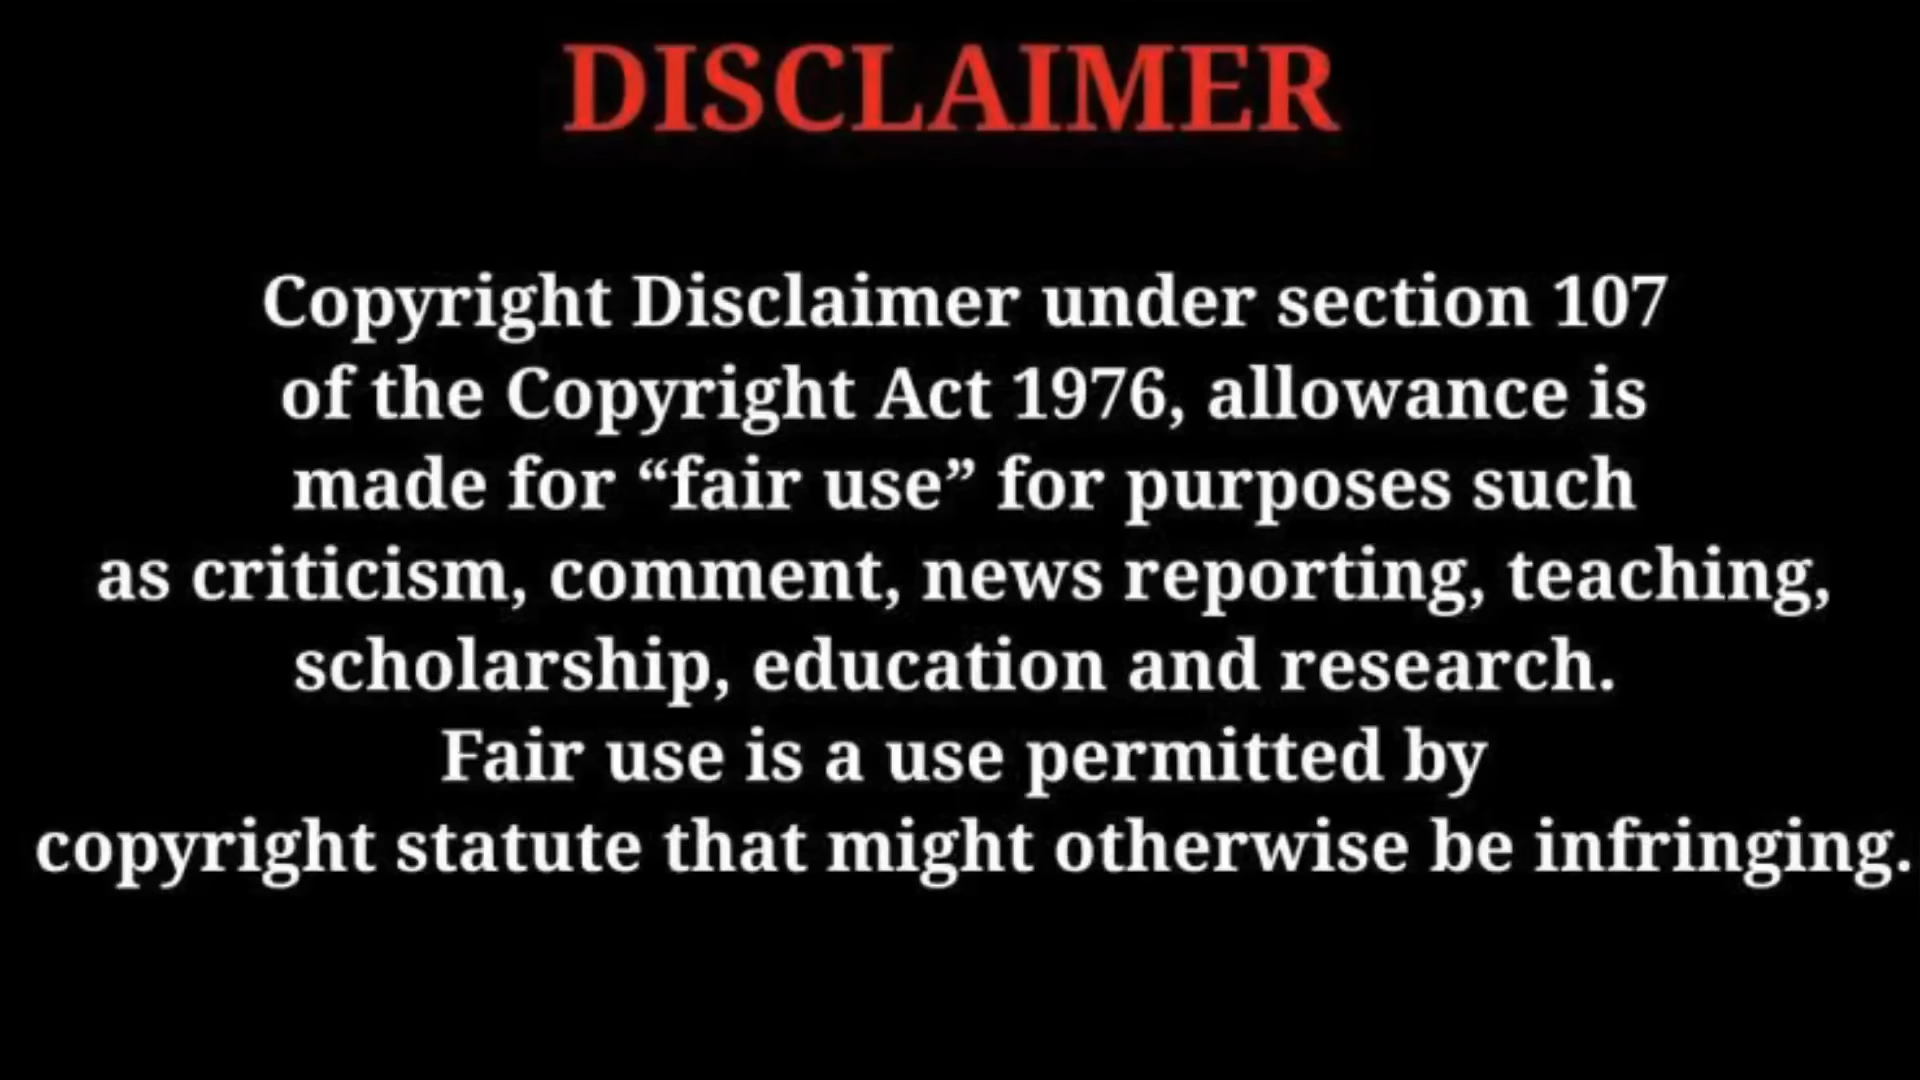 DISCLAIMER
Copyright Disclaimer under section 107
of the Copyright Act 1976, allowance is
made for “fair use” for purposes such
as criticism, comment, news reporting, teaching,
scholarship, education and research.
Fair use is a use permitted by
copyright statute that might otherwise be infringing.